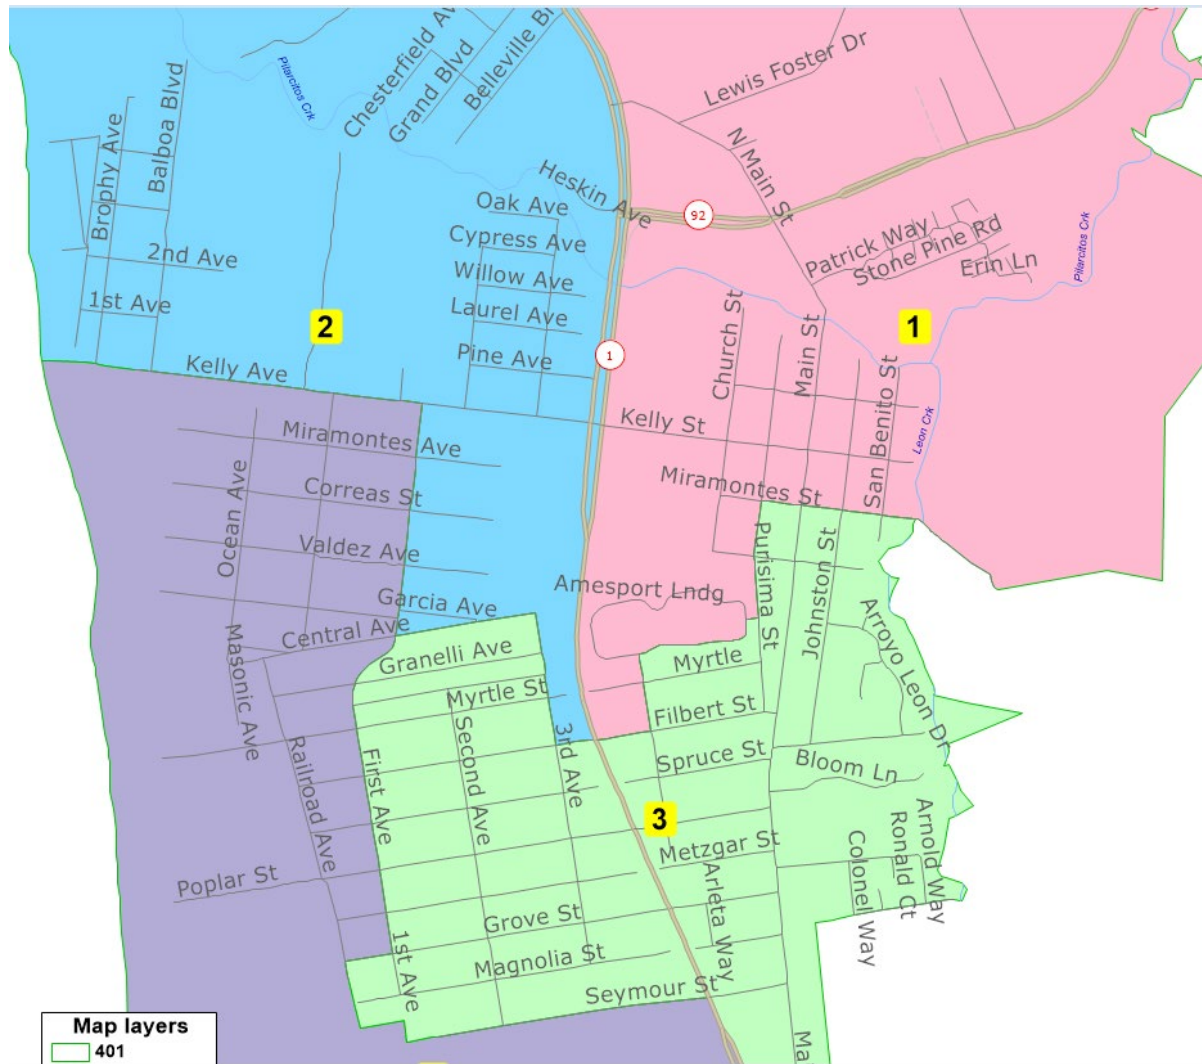 Chesterfield Av
Grand Blvd
Belleville Bl
Pilarcitos Crk
Lewis Foster Dr
N Main St
Balboa Blvd
Brophy Ave
Heskin Ave
Oak Ave
92
Cypress Ave
Patrick Way
Stone Pine Rd
Erin Ln
Pilarcitos Crk
2nd Ave
Willow Ave
1st Ave
Laurel Ave
Church St
Main St
2
1
1
Pine Ave
Kelly Ave
San Benito St
Kelly St
Leon Crk
Miramontes Ave
Miramontes St
Correas St
Ocean Ave
Valdez Ave
Purisima St
Johnston St
Amesport Lndg
Garcia Ave
Central Ave
Arroyo Leon Dr
Masonic Ave
Granelli Ave
Myrtle
Myrtle St
Filbert St
Second Ave
3rd Ave
Railroad Ave
First Ave
Spruce St
Bloom Ln
3
Arnold Way
Ronald Ct
Metzgar St
Colonel Way
Arleta Way
Poplar St
Grove St
1st Ave
Magnolia St
Seymour St
Map layers
401
Ma